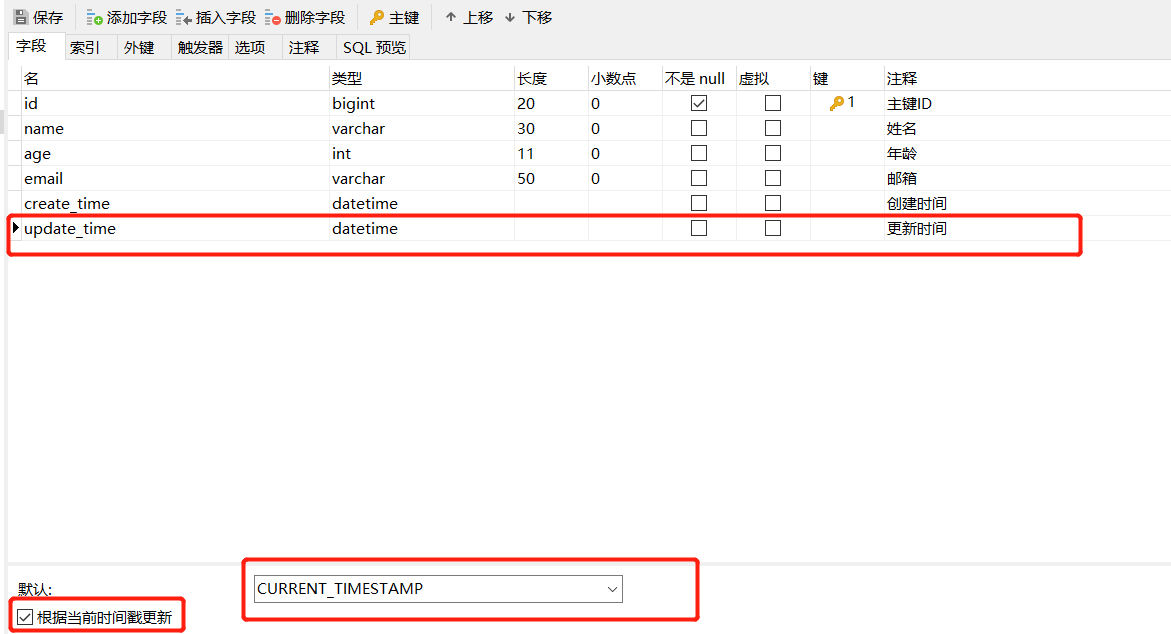 保存 添加字段 插入字段 删除字段 主键 上移 下移
字段 索引 外键 触发器 选项 注释 SQL 预览
名 类型 长度 小数点 不是 null 虚拟 键 注释
id bigint 20 0 1 主键ID
name varchar 30 0 姓名
age int 11 0 年龄
email varchar 50 0 邮箱
create_time datetime 创建时间
update_time datetime 更新时间
默认: CURRENT_TIMESTAMP
根据当前时间戳更新